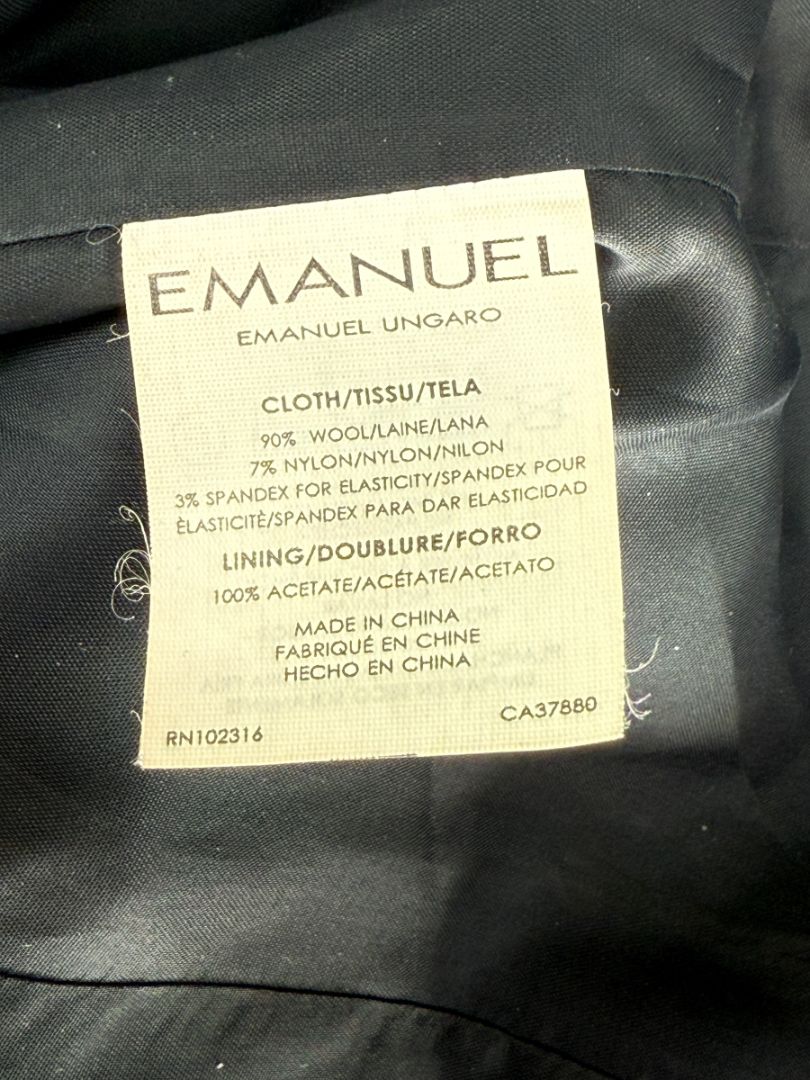 EMANUEL
EMANUEL UNGARO
CLOTH/TISSU/TELA
90% WOOL/LAINE/LANA
7% NYLON/NYLON/NILON
3% SPANDEX FOR ELASTICITY/SPANDEX POUR
ÈLASTICITÈ/SPANDEX PARA DAR ELASTICIDAD
LINING/DOUBLURE/FORRO
100% ACETATE/ACÉTATE/ACETATO
MADE IN CHINA
FABRIQUÉ EN CHINE
HECHO EN CHINA
RN102316 CA37880